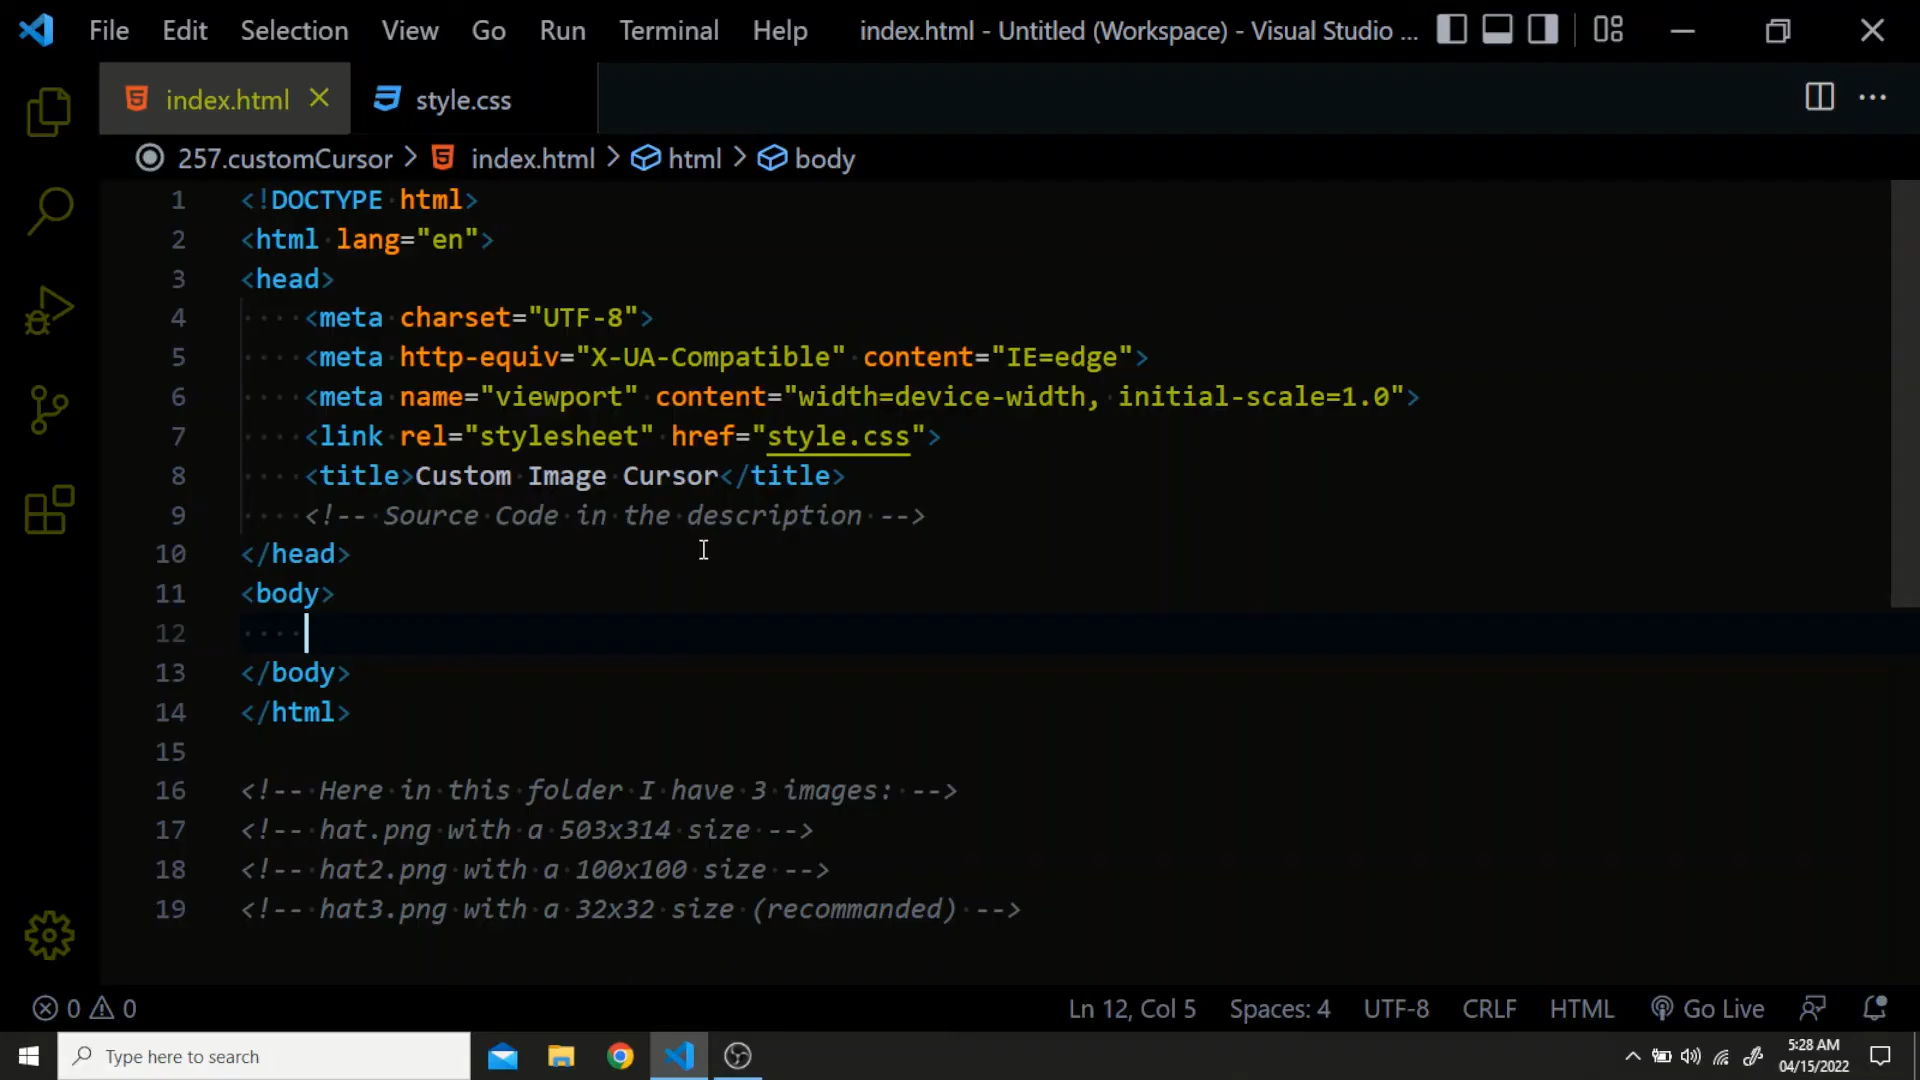 File Edit Selection View Go Run Terminal Help index.html - Untitled (Workspace) - Visual Studio ...
index.html style.css
257.customCursor > index.html > html > body
1 <!DOCTYPE html>
2 <html lang="en">
3 <head>
4 <meta charset="UTF-8">
5 <meta http-equiv="X-UA-Compatible" content="IE=edge">
6 <meta name="viewport" content="width=device-width, initial-scale=1.0">
7 <link rel="stylesheet" href="style.css">
8 <title>Custom Image Cursor</title>
9 <!-- Source Code in the description -->
10 </head>
11 <body>
12
13 </body>
14 </html>
15
16 <!-- Here in this folder I have 3 images: -->
17 <!-- hat.png with a 503x314 size -->
18 <!-- hat2.png with a 100x100 size -->
19 <!-- hat3.png with a 32x32 size (recommanded) -->
0 0 Ln 12, Col 5 Spaces: 4 UTF-8 CRLF HTML Go Live
Type here to search
5:28 AM
04/15/2022